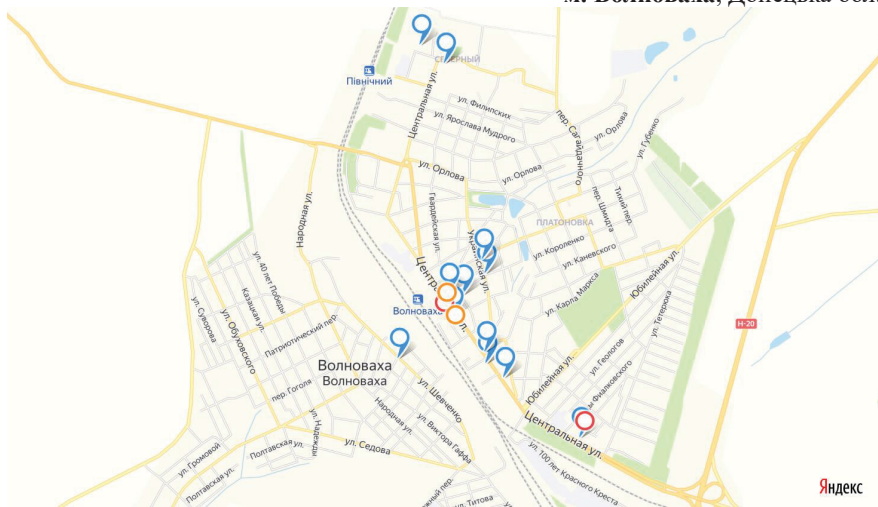 м. Волноваха, Донецька
СЕВЕРНЫЙ
Північний
Центральная ул.
ул. Филипских
ул. Ярослава Мудрого
пер. Сагайдачного
ул. Орлова
ул. Губенко
ул. Орлова
ул. Орлова
Народная ул.
Гвардейская ул.
Тихий пер.
пер. Шмидта
ПЛАТОНОВКА
ул. Короленко
ул. Каневского
ул. Карла Маркса
Юбилейная ул.
ул. Тетерюка
Н-20
ул. 40 лет Победы
Казацкая ул.
ул. Суворова
ул. Обуховского
Патриотический пер.
Волноваха
Волноваха
Волноваха
ул. Геологов
Юбилейная ул.
пер. Гоголя
ул. Шевченко
Народная ул.
ул. Виктора Гаффа
ул. Надежды
Центральная ул.
ул. Седова
Полтавская ул.
ул. Громовой
Полтавская ул.
ул. 100 лет Красного Креста
ул. Титова
Яндекс